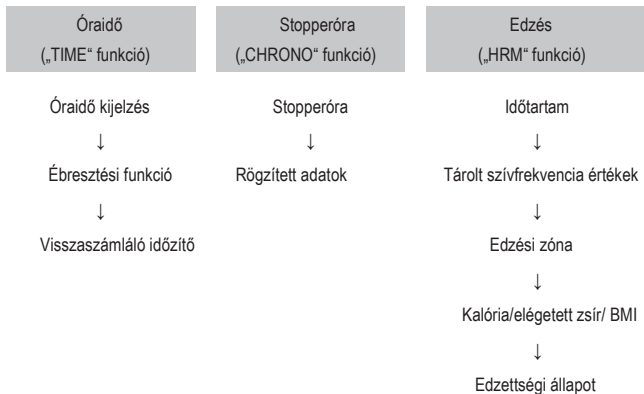 Óraidő
(„TIME“ funkció)
Óraidő kijelzés
↓
Ébresztési funkció
↓
Visszaszámláló időzítő
Stopperóra
(„CHRONO“ funkció)
Stopperóra
↓
Rögzített adatok
Edzés
(„HRM“ funkció)
Időtartam
↓
Tárolt szívfrekvencia értékek
↓
Edzési zóna
↓
Kalória/elégetett zsír/ BMI
↓
Edzettségi állapot